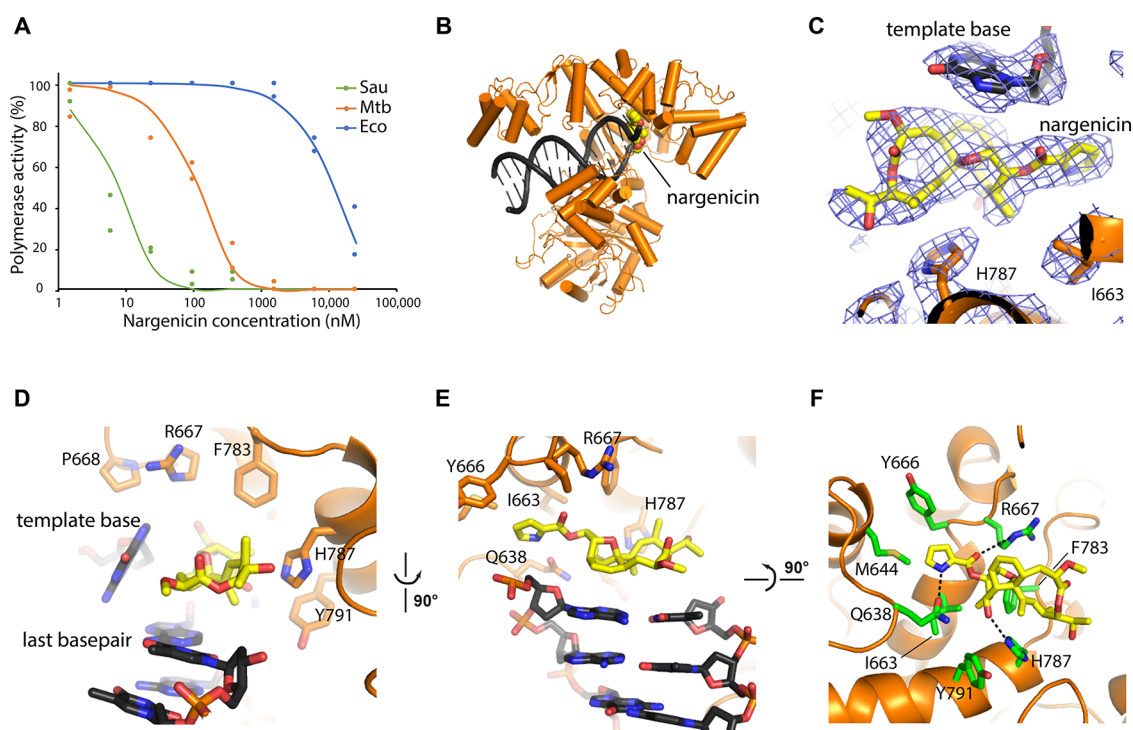 A
Polymerase activity (%)
100
80
60
40
20
0
1
10
100
1000
10,000
100,000
Nargenicin concentration (nM)
Sau
Mtb
Eco
B
nargenicin
C
template base
nargenicin
H787
I663
D
R667
P668
F783
template base
H787
Y791
last basepair
90°
E
R667
Y666
I663
H787
Q638
90°
F
Y666
R667
F783
M644
Q638
I663
H787
Y791